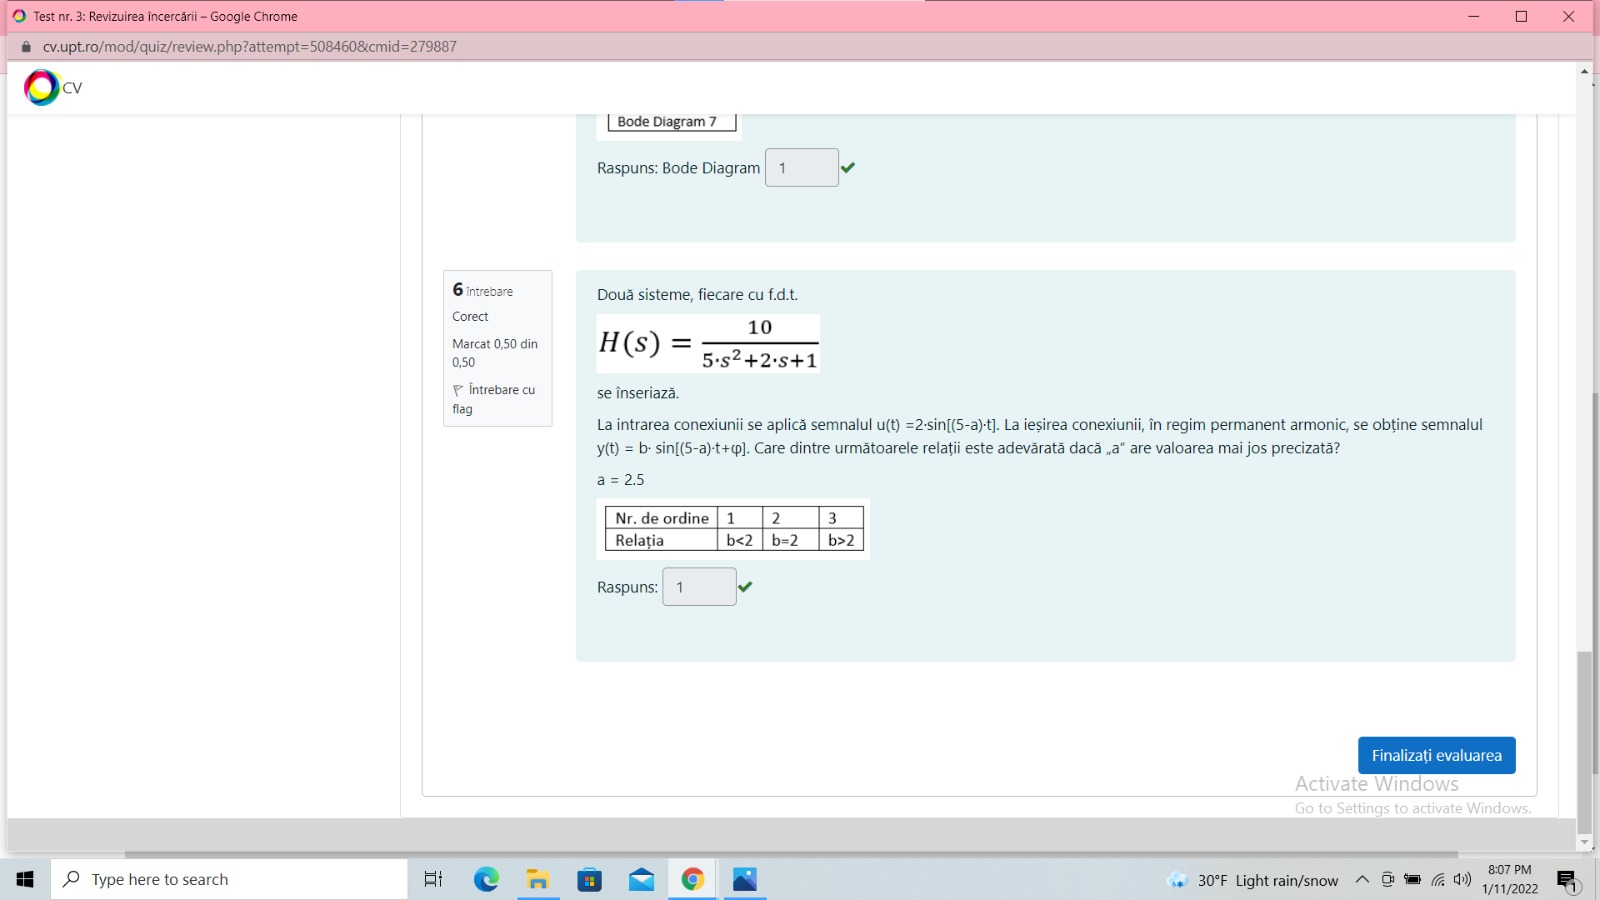 Test nr. 3: Revizuirea încercării – Google Chrome
cv.upt.ro/mod/quiz/review.php?attempt=508460&cmid=279887
CV
Bode Diagram 7
Raspuns: Bode Diagram 1
6 întrebare
Corect
Marcat 0,50 din
0,50
Întrebare cu
flag
Două sisteme, fiecare cu f.d.t.
H(s) = 10 / 5·s²+2·s+1
se înseriază.
La intrarea conexiunii se aplică semnalul u(t) =2·sin[(5-a)·t]. La ieșirea conexiunii, în regim permanent armonic, se obține semnalul
y(t) = b· sin[(5-a)·t+φ]. Care dintre următoarele relații este adevărată dacă „a” are valoarea mai jos precizată?
a = 2.5
Nr. de ordine 1 2 3
Relația b<2 b=2 b>2
Raspuns: 1
Finalizați evaluarea
Activate Windows
Go to Settings to activate Windows.
Type here to search
30°F Light rain/snow
8:07 PM
1/11/2022
1